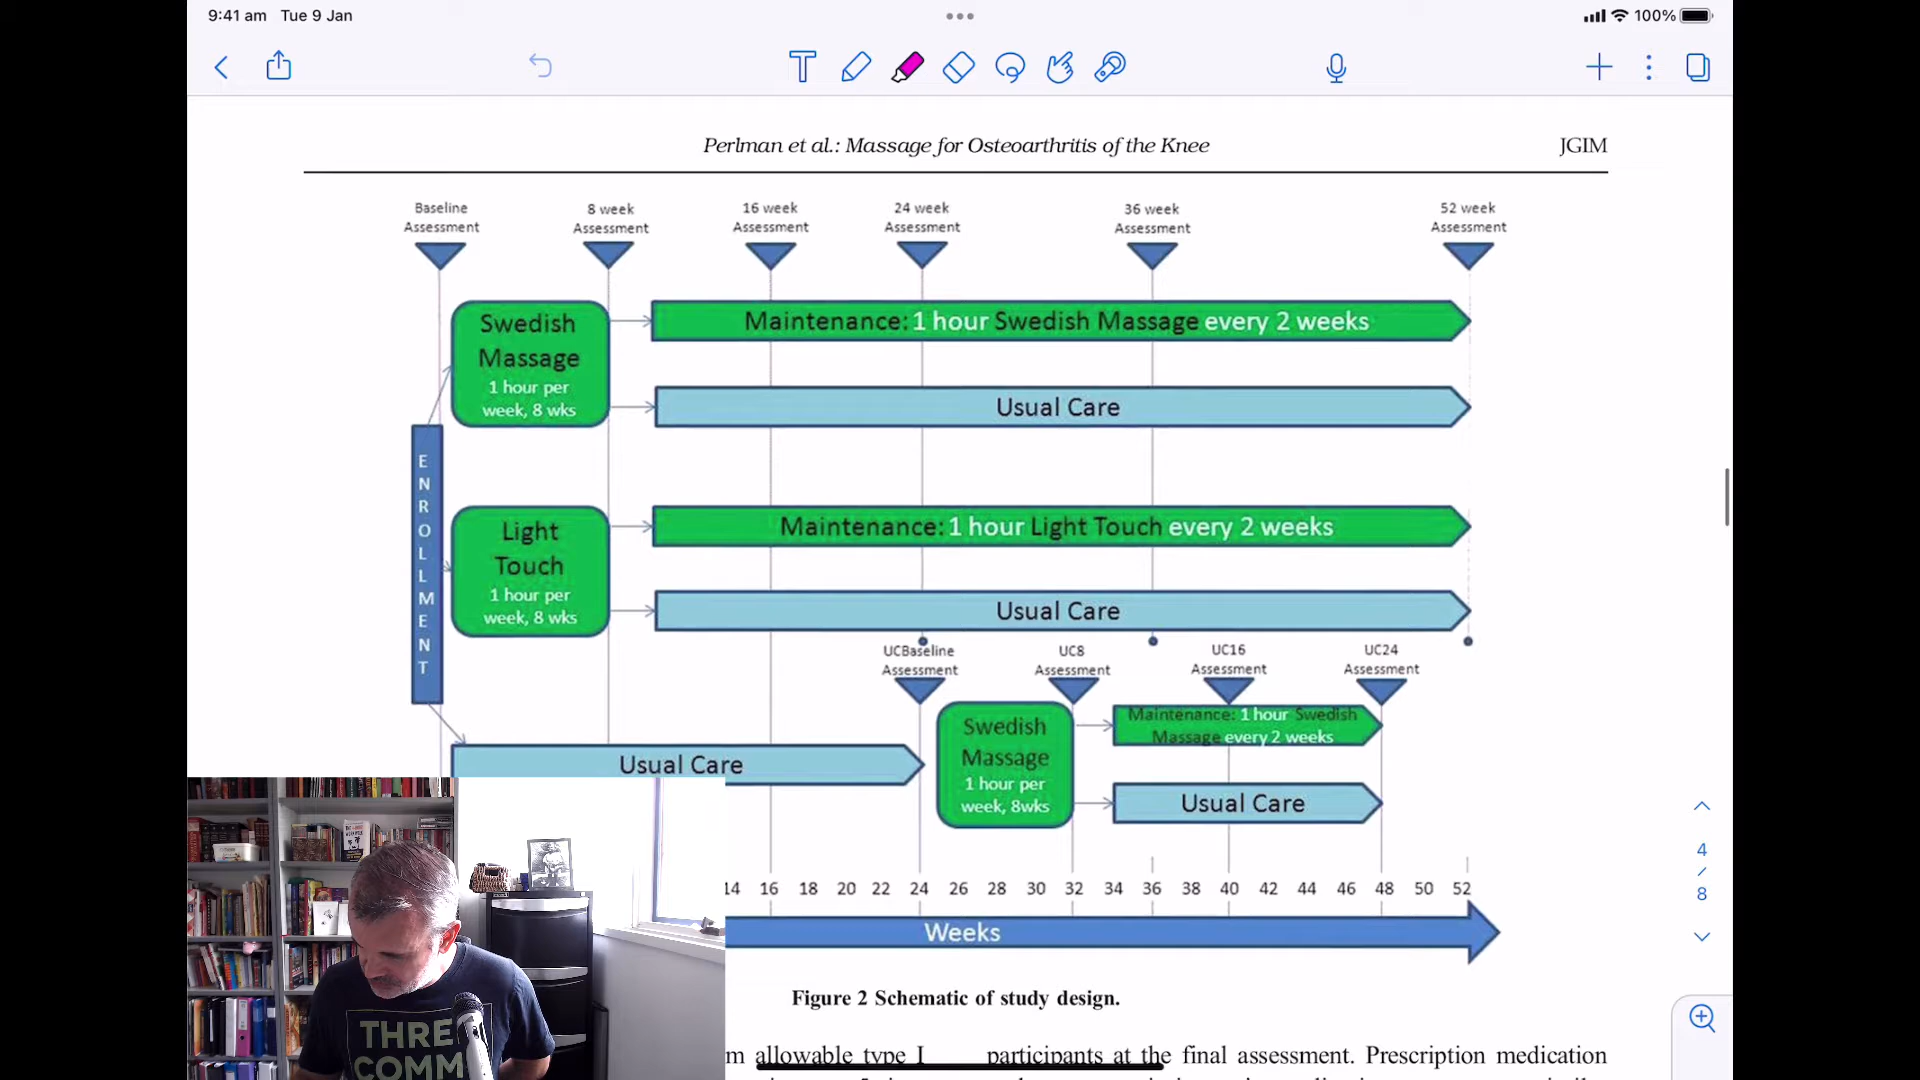 9:41 am Tue 9 Jan
100%
Perlman et al.: Massage for Osteoarthritis of the Knee
JGIM
Baseline
Assessment
8 week
Assessment
16 week
Assessment
24 week
Assessment
36 week
Assessment
52 week
Assessment
Swedish
Massage
1 hour per
week, 8 wks
Maintenance: 1 hour Swedish Massage every 2 weeks
Usual Care
ENROLLMENT
Light
Touch
1 hour per
week, 8 wks
Maintenance: 1 hour Light Touch every 2 weeks
Usual Care
UCBaseline
Assessment
UC8
Assessment
UC16
Assessment
UC24
Assessment
Usual Care
Swedish
Massage
1 hour per
week, 8wks
Maintenance: 1 hour Swedish
Massage every 2 weeks
Usual Care
14 16 18 20 22 24 26 28 30 32 34 36 38 40 42 44 46 48 50 52
Weeks
4
/
8
Figure 2 Schematic of study design.
m allowable type I participants at the final assessment. Prescription medication
THRE
COMM